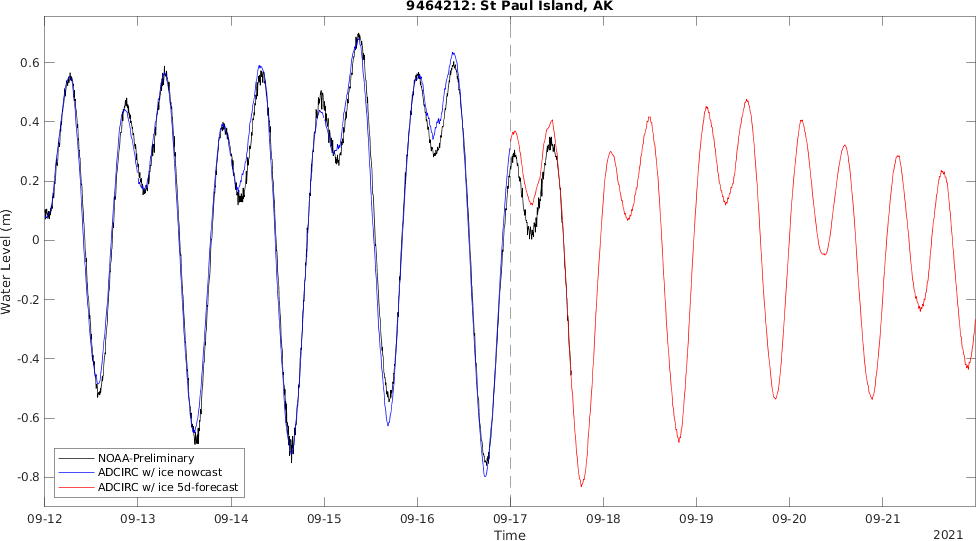 9464212: St Paul Island, AK
Water Level (m)
0.6
0.4
0.2
0
-0.2
-0.4
-0.6
-0.8
NOAA-Preliminary
ADCIRC w/ ice nowcast
ADCIRC w/ ice 5d-forecast
09-12 09-13 09-14 09-15 09-16 09-17 09-18 09-19 09-20 09-21
Time
2021